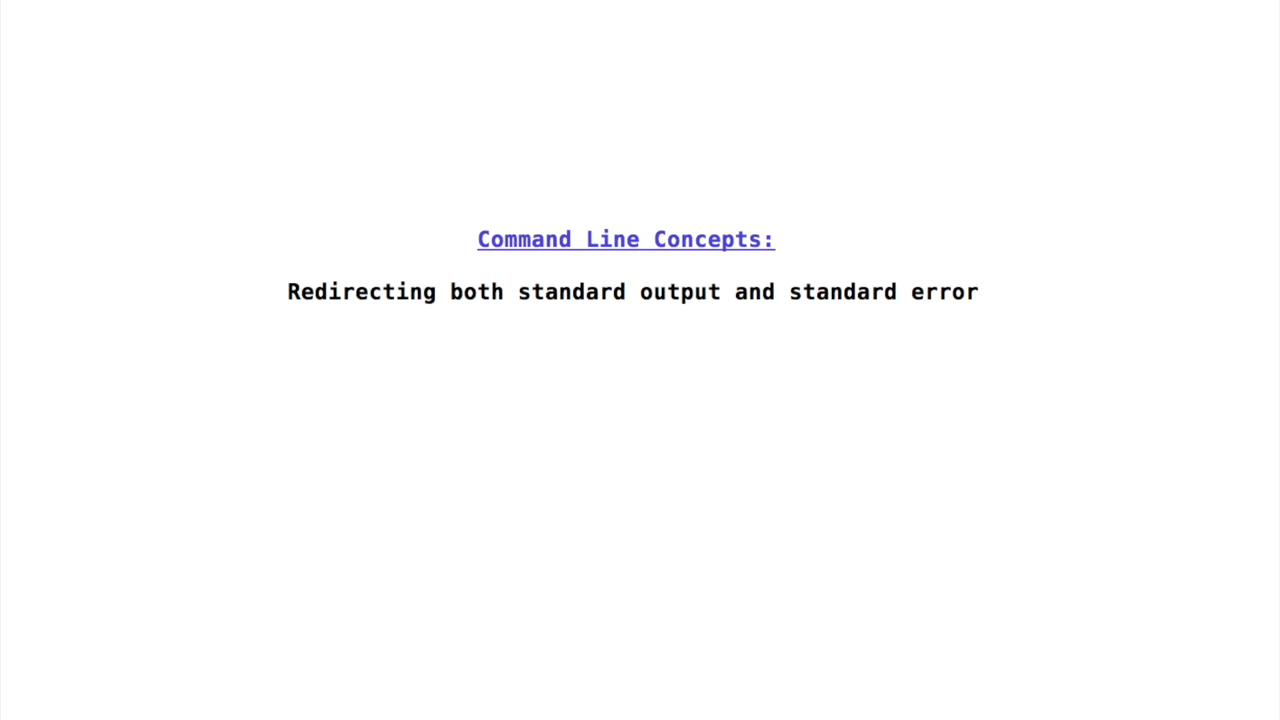 Command Line Concepts:
Redirecting both standard output and standard error